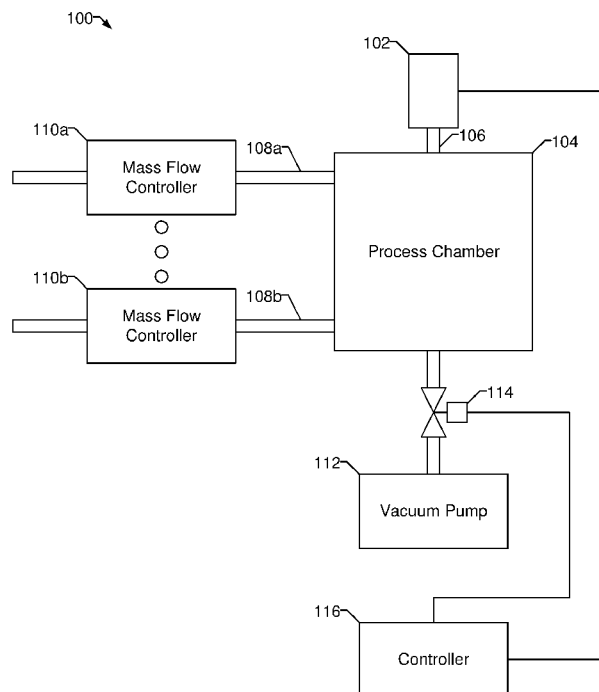 100
102
110a
108a
106
104
Mass Flow
Controller
Process Chamber
110b
108b
Mass Flow
Controller
114
112
Vacuum Pump
116
Controller